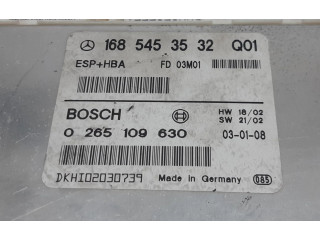 168 545 35 32 Q01
ESP+HBA FD 03M01
BOSCH HW 18/02
SW 21/02
0 265 109 630 03-01-08
DKHI02030739 Made in Germany 085